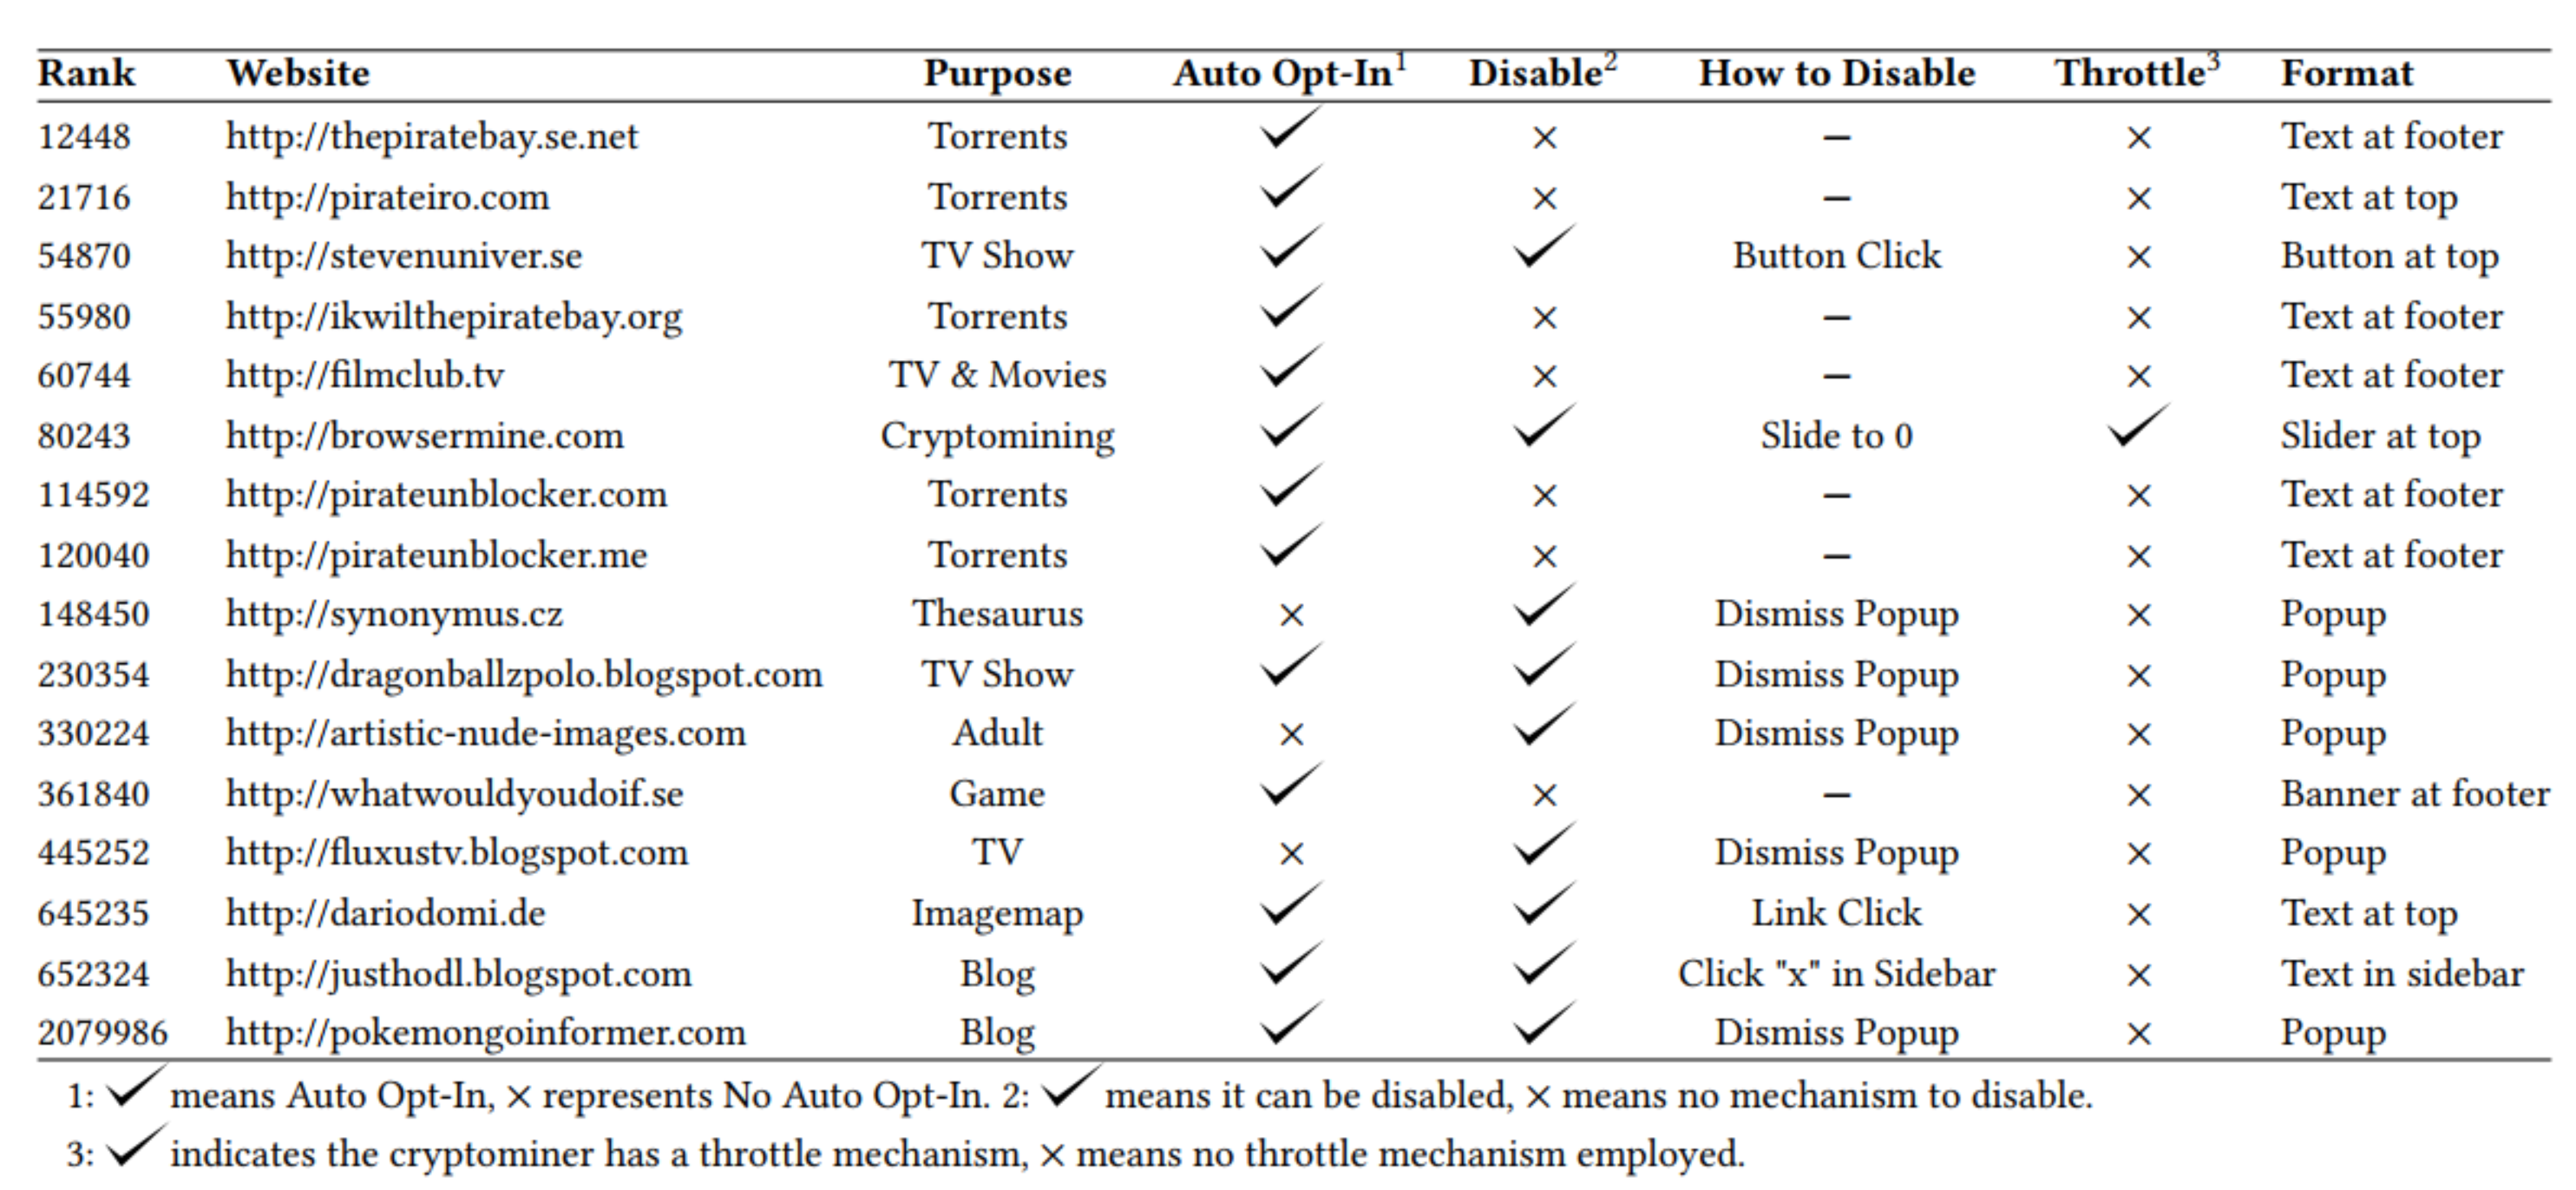 Rank Website Purpose Auto Opt-In1 Disable2 How to Disable Throttle3 Format
12448 http://thepiratebay.se.net Torrents ✓ × – × Text at footer
21716 http://pirateiro.com Torrents ✓ × – × Text at top
54870 http://stevenuniver.se TV Show ✓ ✓ Button Click × Button at top
55980 http://ikwilthepiratebay.org Torrents ✓ × – × Text at footer
60744 http://filmclub.tv TV & Movies ✓ × – × Text at footer
80243 http://browsermine.com Cryptomining ✓ ✓ Slide to 0 ✓ Slider at top
114592 http://pirateunblocker.com Torrents ✓ × – × Text at footer
120040 http://pirateunblocker.me Torrents ✓ × – × Text at footer
148450 http://synonymus.cz Thesaurus × ✓ Dismiss Popup × Popup
230354 http://dragonballzpolo.blogspot.com TV Show ✓ ✓ Dismiss Popup × Popup
330224 http://artistic-nude-images.com Adult × ✓ Dismiss Popup × Popup
361840 http://whatwouldyoudoif.se Game ✓ × – × Banner at footer
445252 http://fluxustv.blogspot.com TV × ✓ Dismiss Popup × Popup
645235 http://dariodomi.de Imagemap ✓ ✓ Link Click × Text at top
652324 http://justhodl.blogspot.com Blog ✓ ✓ Click "x" in Sidebar × Text in sidebar
2079986 http://pokemongoinformer.com Blog ✓ ✓ Dismiss Popup × Popup
1: ✓ means Auto Opt-In, × represents No Auto Opt-In. 2: ✓ means it can be disabled, × means no mechanism to disable.
3: ✓ indicates the cryptominer has a throttle mechanism, × means no throttle mechanism employed.